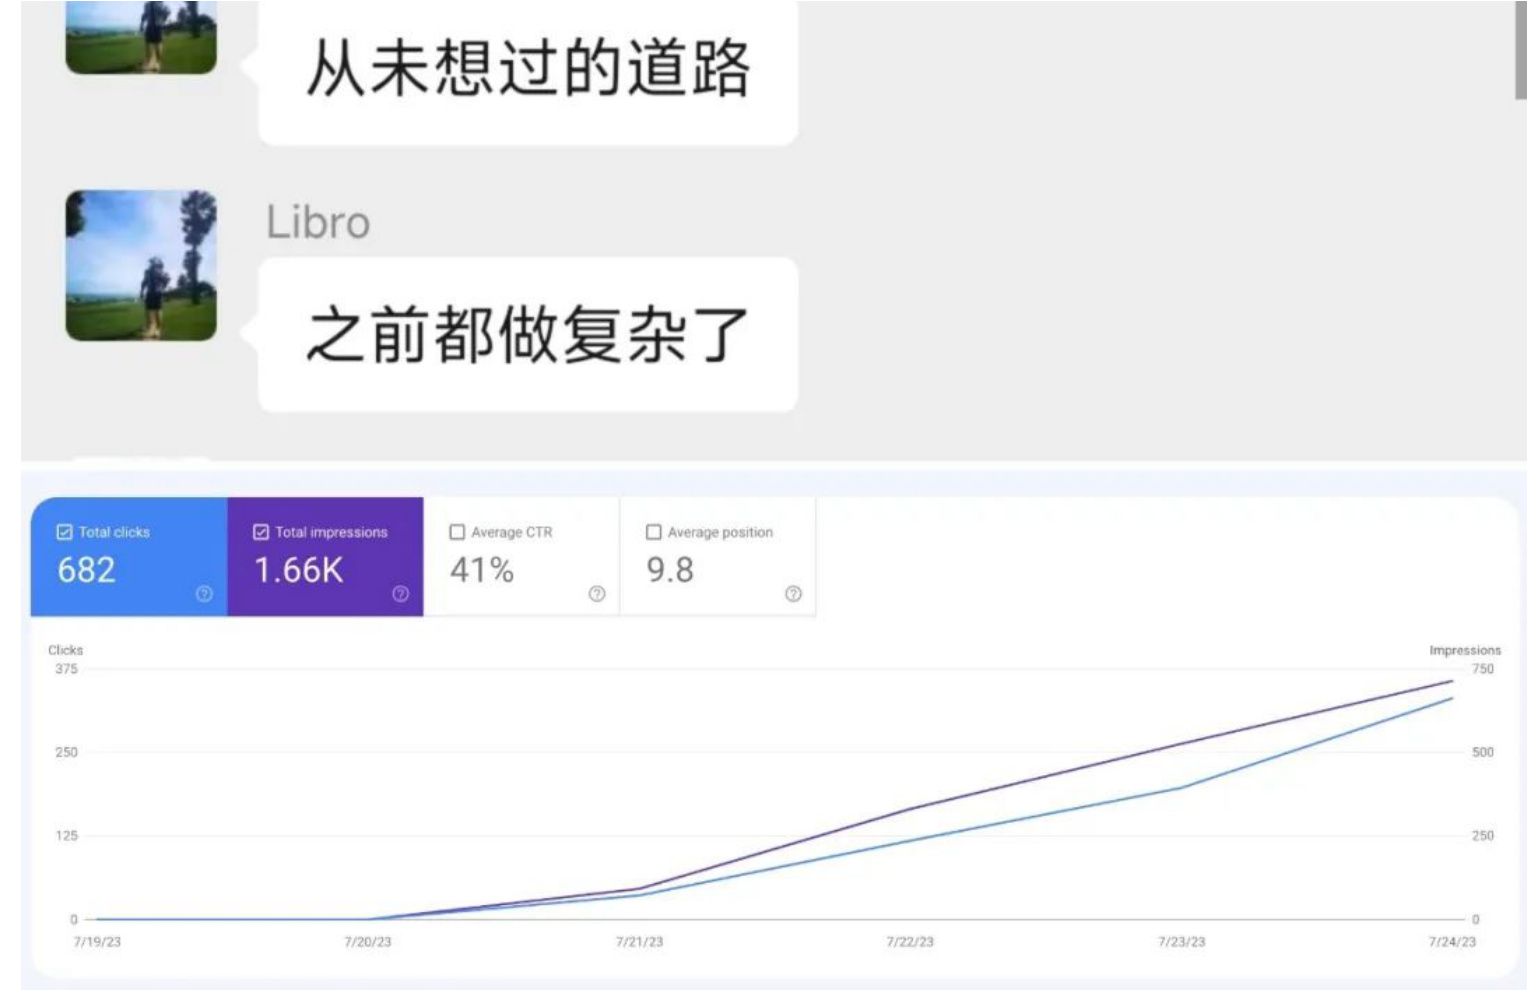 从未想过的道路
Libro
之前都做复杂了
Total clicks
Total impressions
Average CTR
Average position
682
1.66K
41%
9.8
Clicks
Impressions
375
750
250
500
125
250
0
0
7/19/23
7/20/23
7/21/23
7/22/23
7/23/23
7/24/23